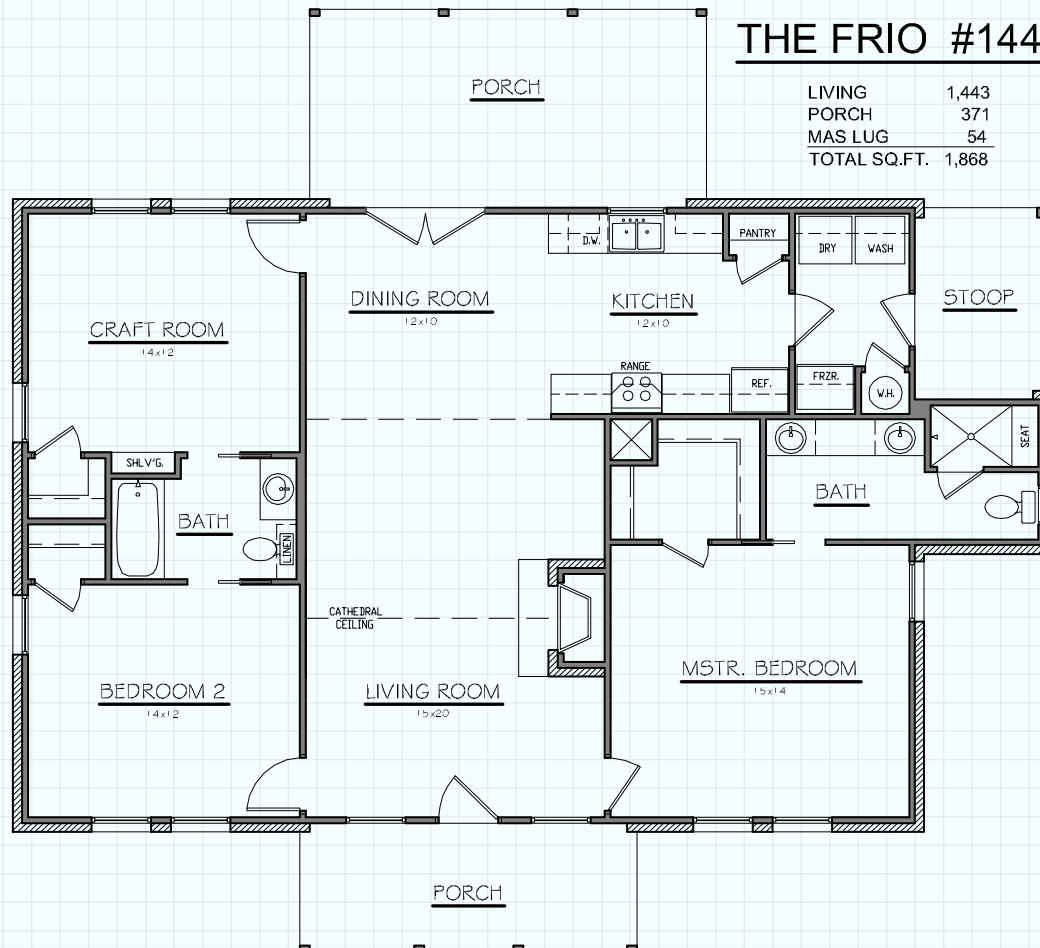 THE FRIO #144
LIVING 1,443
PORCH 371
MAS LUG 54
TOTAL SQ.FT. 1,868
PORCH
D.W.
PANTRY
DRY
WASH
DINING ROOM
12x10
KITCHEN
12x10
STOOP
CRAFT ROOM
14x12
RANGE
REF.
FRZR.
W.H.
SHLV'G.
SEAT
BATH
BATH
LINEN
CATHEDRAL
CEILING
MSTR. BEDROOM
15x14
BEDROOM 2
14x12
LIVING ROOM
15x20
PORCH